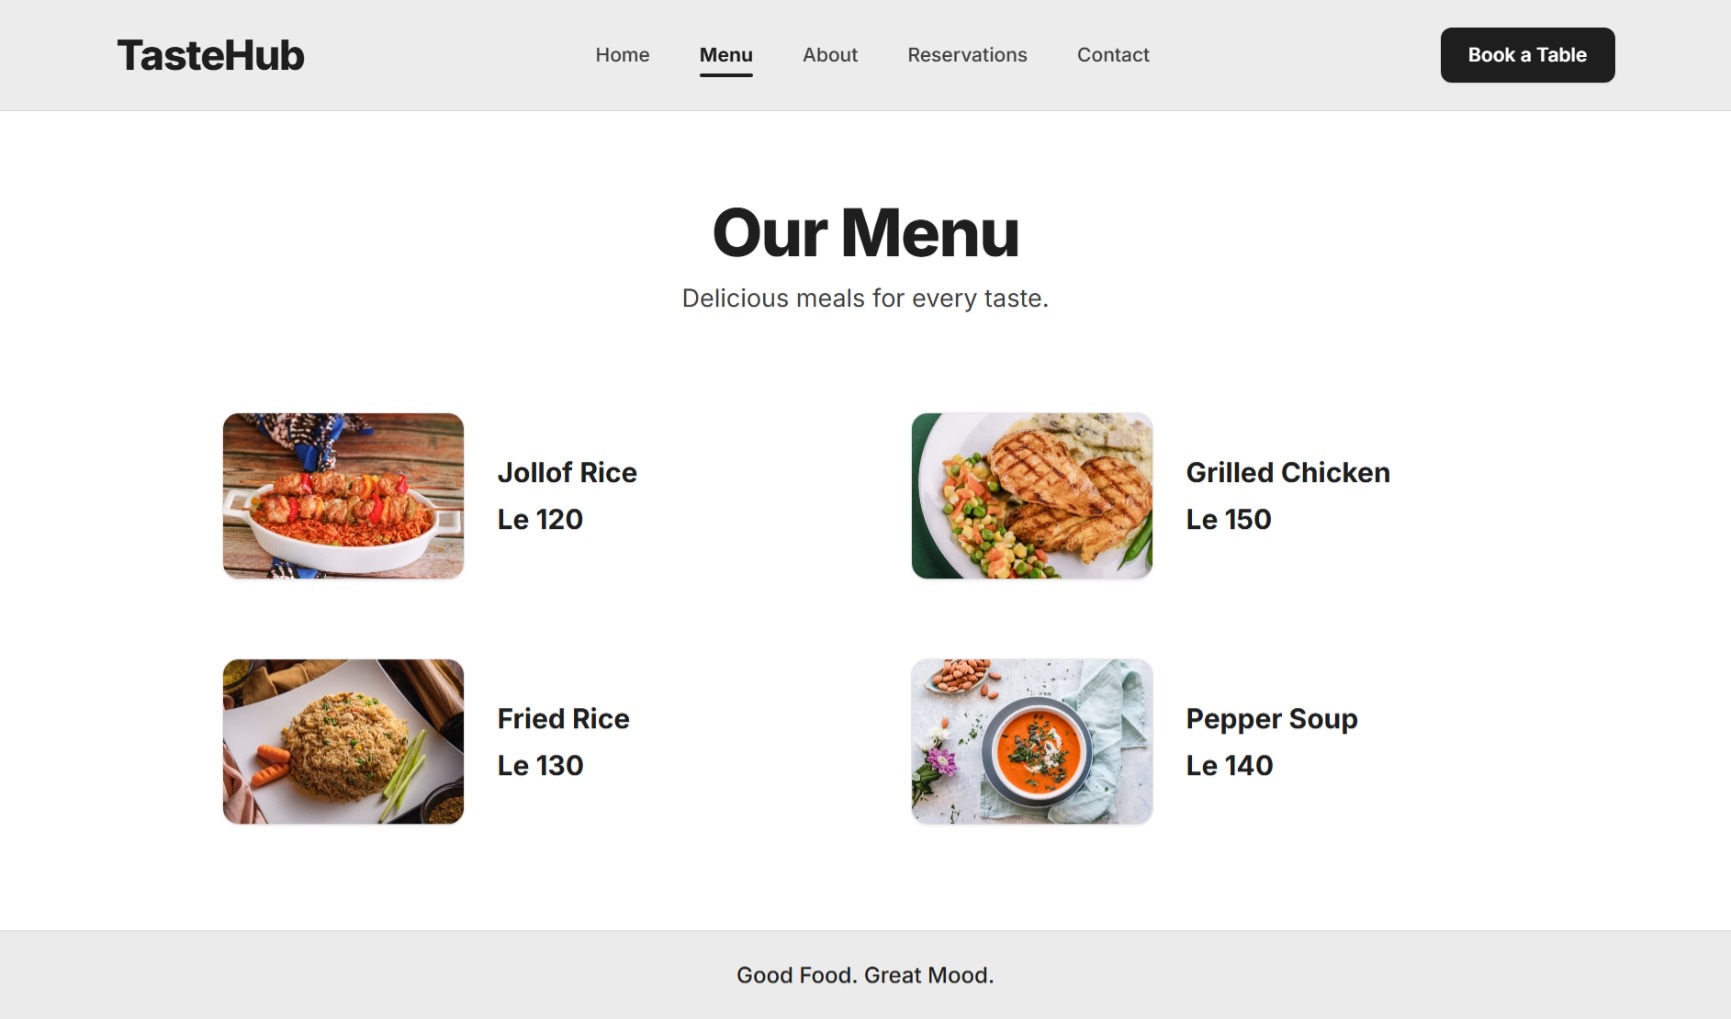 TasteHub
Home Menu About Reservations Contact
Book a Table
Our Menu
Delicious meals for every taste.
Jollof Rice
Le 120
Grilled Chicken
Le 150
Fried Rice
Le 130
Pepper Soup
Le 140
Good Food. Great Mood.